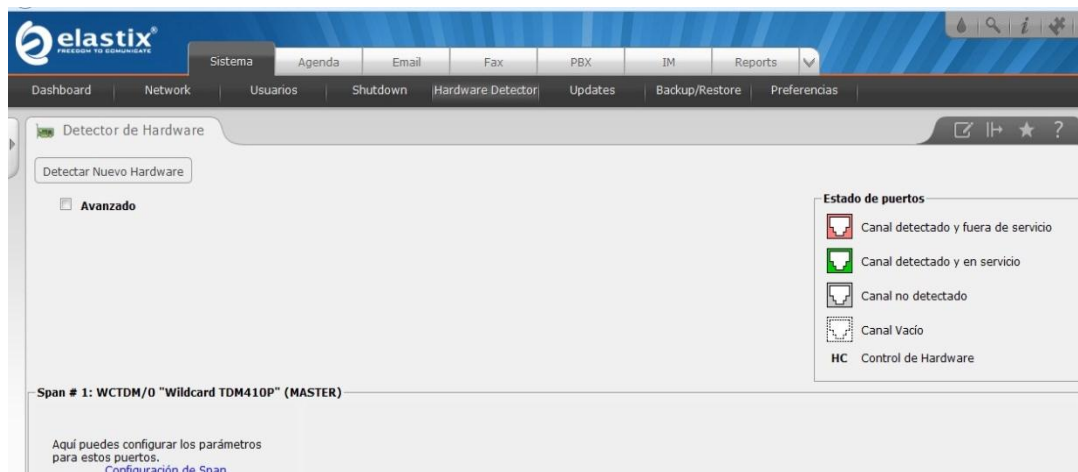 elastix
FREEDOM TO COMMUNICATE
Sistema Agenda Email Fax PBX IM Reports
Dashboard Network Usuarios Shutdown Hardware Detector Updates Backup/Restore Preferencias
Detector de Hardware
Detectar Nuevo Hardware
Avanzado
Estado de puertos
Canal detectado y fuera de servicio
Canal detectado y en servicio
Canal no detectado
Canal Vacío
HC Control de Hardware
Span # 1: WCTDM/0 "Wildcard TDM410P" (MASTER)
Aquí puedes configurar los parámetros
para estos puertos.
Configuración de Span